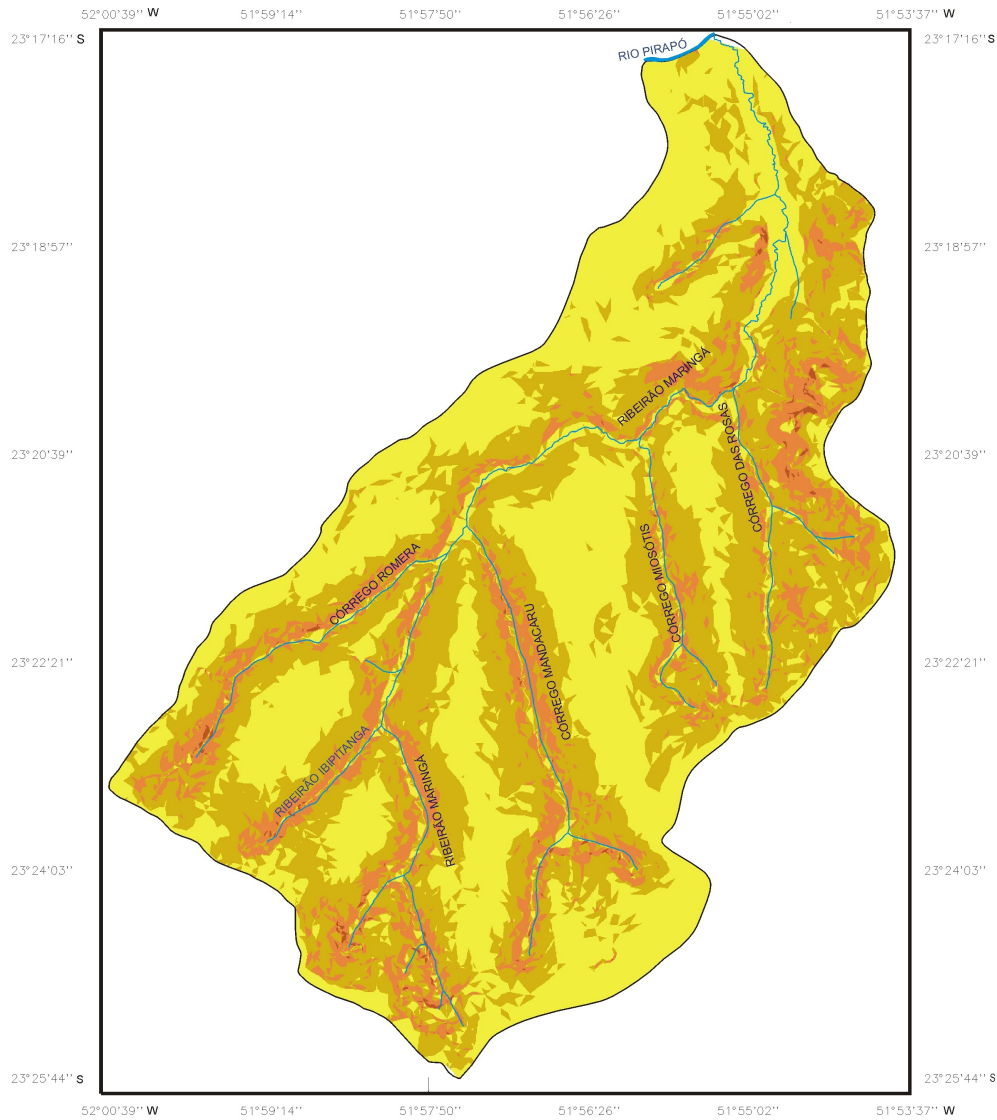 52°00'39'' W 51°59'14'' 51°57'50'' 51°56'26'' 51°55'02'' 51°53'37'' W
23°17'16'' S 23°17'16'' S
RIO PIRAPÓ
23°18'57'' 23°18'57''
RIBEIRÃO MARINGÁ
CÓRREGO DAS ROSAS
23°20'39'' 23°20'39''
CÓRREGO ROMERA
CÓRREGO MIOSÓTIS
CÓRREGO MANDACARU
23°22'21'' 23°22'21''
RIBEIRÃO IBIPITANGA
RIBEIRÃO MARINGÁ
23°24'03'' 23°24'03''
23°25'44'' S 23°25'44'' S
52°00'39'' W 51°59'14'' 51°57'50'' 51°56'26'' 51°55'02'' 51°53'37'' W